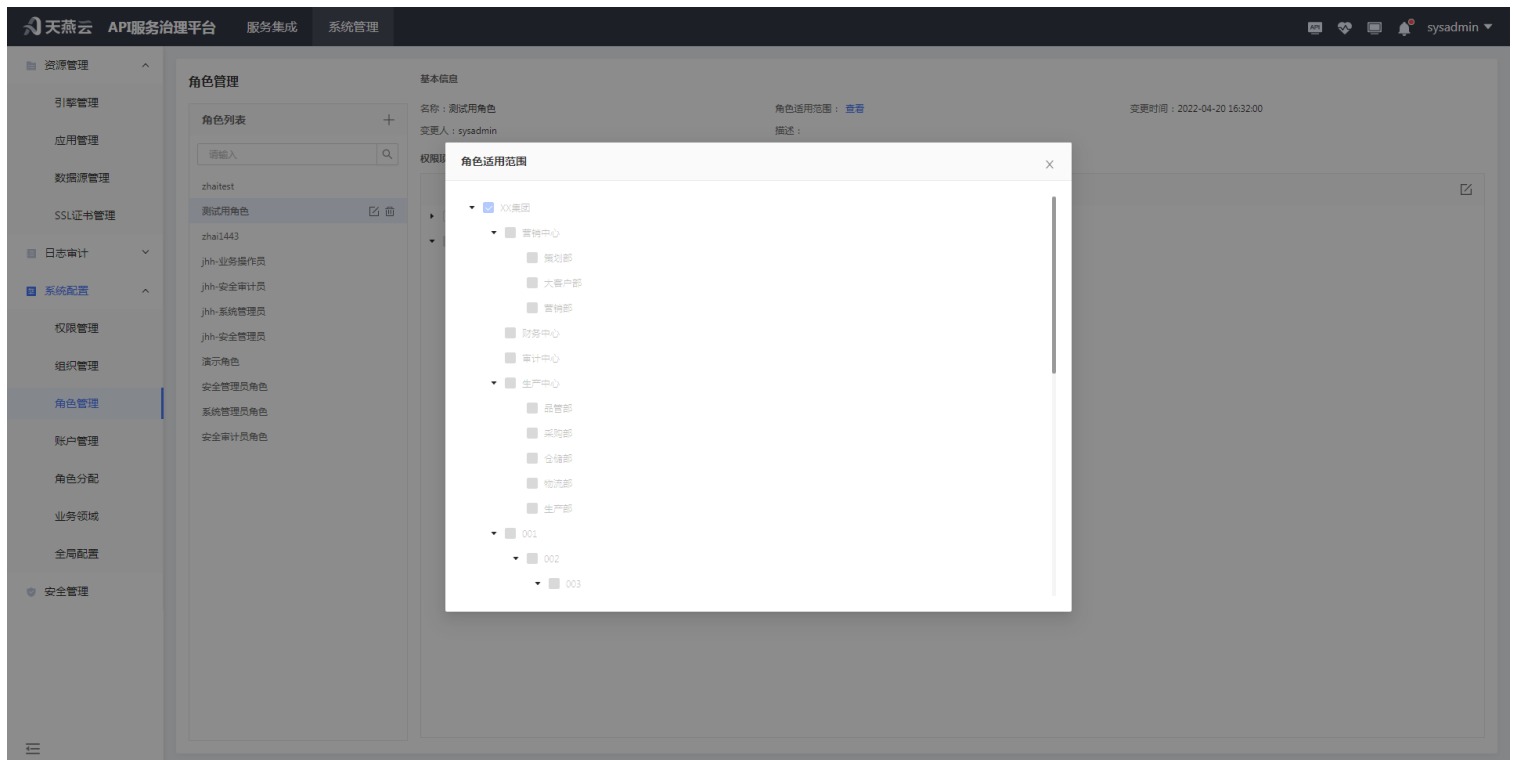 天燕云 API服务治理平台 服务集成 系统管理 sysadmin
资源管理
引擎管理
应用管理
数据源管理
SSL证书管理
日志审计
系统配置
权限管理
组织管理
角色管理
账户管理
角色分配
业务领域
全局配置
安全管理
角色管理
角色列表
请输入
zhaitest
测试用角色
zhai1443
jhh-业务操作员
jhh-安全审计员
jhh-系统管理员
jhh-安全管理员
演示角色
安全管理员角色
系统管理员角色
安全审计员角色
基本信息
名称：测试用角色 角色适用范围： 查看 变更时间：2022-04-20 16:32:00
变更人：sysadmin 描述：
权限
角色适用范围
XX集团
营销中心
策划部
大客户部
营销部
财务中心
审计中心
生产中心
品管部
采购部
仓储部
物流部
生产部
001
002
003